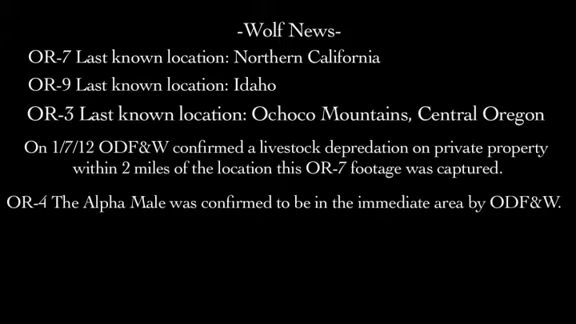 -Wolf News-
OR-7 Last known location: Northern California
OR-9 Last known location: Idaho
OR-3 Last known location: Ochoco Mountains, Central Oregon
On 1/7/12 ODF&W confirmed a livestock depredation on private property
within 2 miles of the location this OR-7 footage was captured.
OR-4 The Alpha Male was confirmed to be in the immediate area by ODF&W.